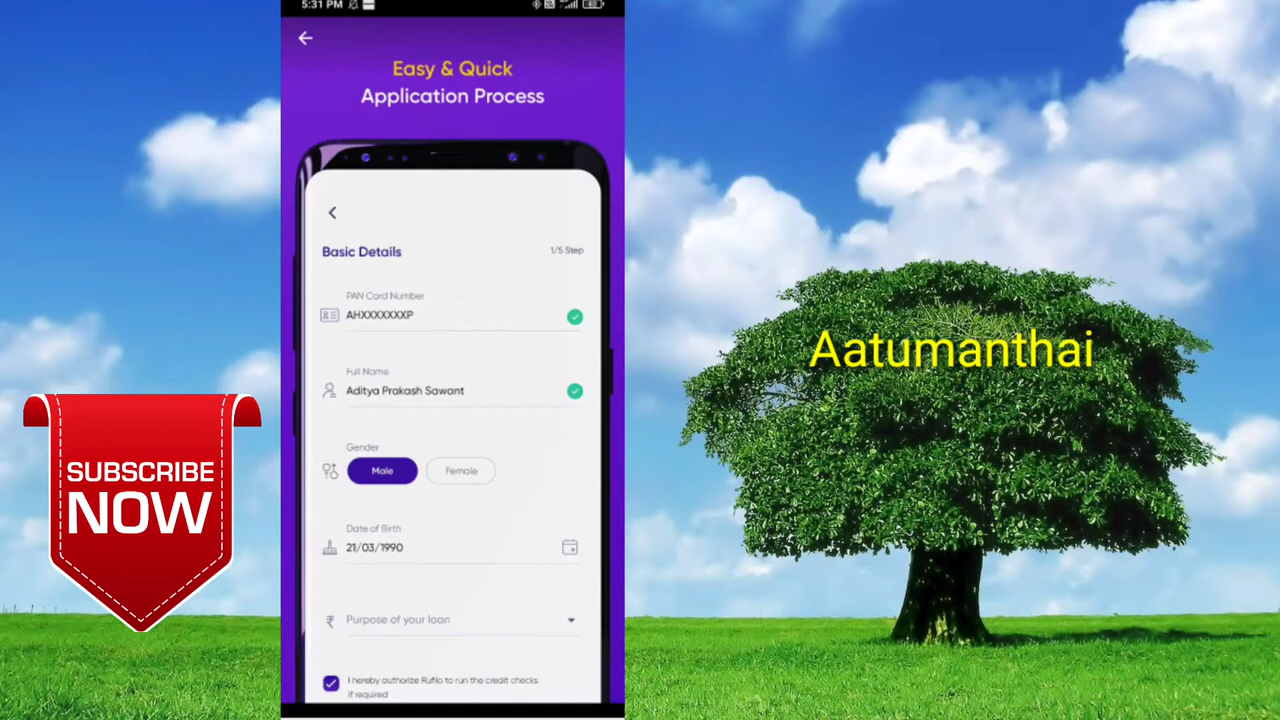 5:31 PM
Easy & Quick
Application Process
Basic Details
1/5 Step
PAN Card Number
AHXXXXXXXP
Full Name
Aditya Prakash Sawant
Gender
Male
Female
Date of Birth
21/03/1990
₹ Purpose of your loan
I hereby authorize Rufilo to run the credit checks
if required
SUBSCRIBE
NOW
Aatumanthai